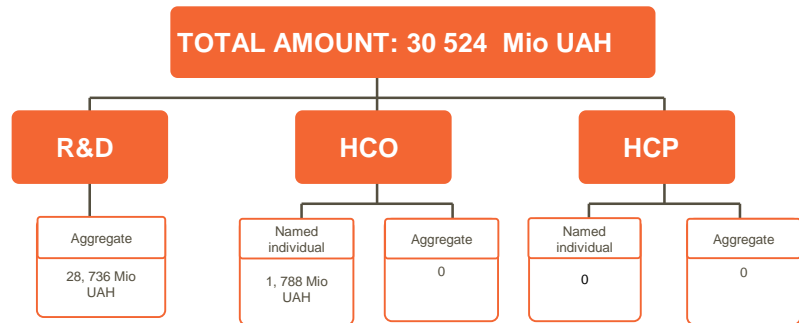 TOTAL AMOUNT: 30 524 Mio UAH
R&D
HCO
HCP
Aggregate
28, 736 Mio
UAH
Named
individual
1, 788 Mio
UAH
Aggregate
0
Named
individual
0
Aggregate
0